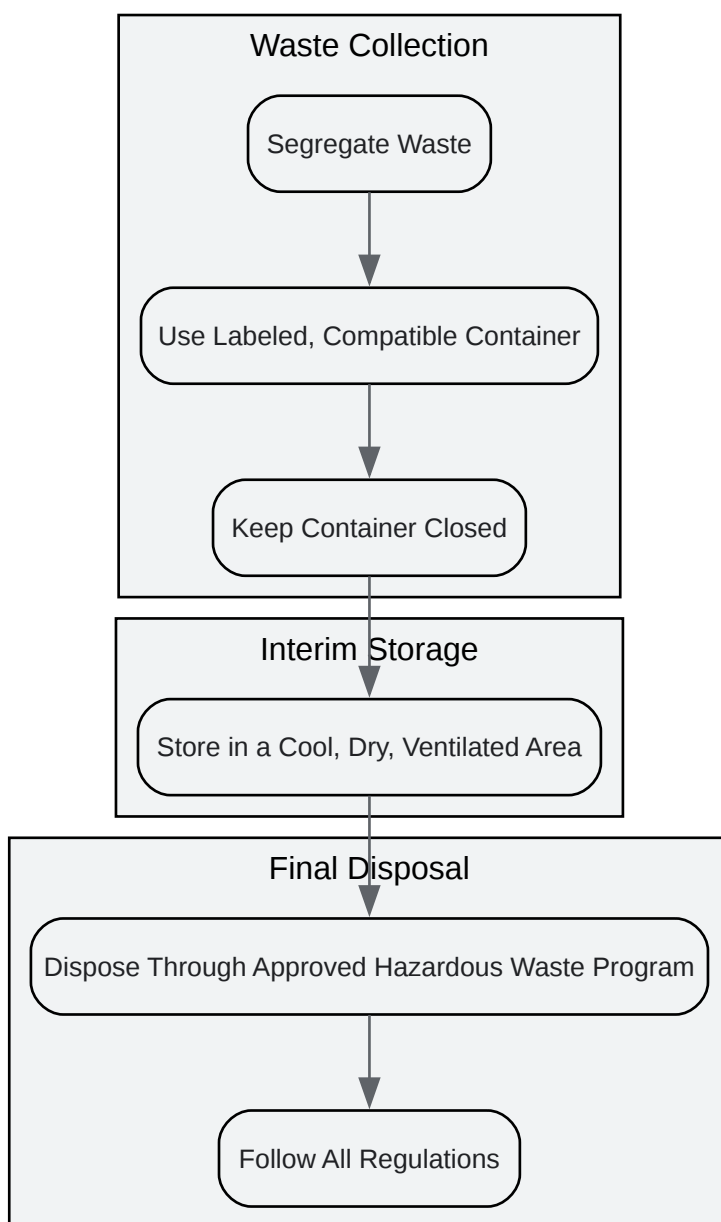 Waste Collection
Segregate Waste
Use Labeled, Compatible Container
Keep Container Closed
Interim Storage
Store in a Cool, Dry, Ventilated Area
Final Disposal
Dispose Through Approved Hazardous Waste Program
Follow All Regulations